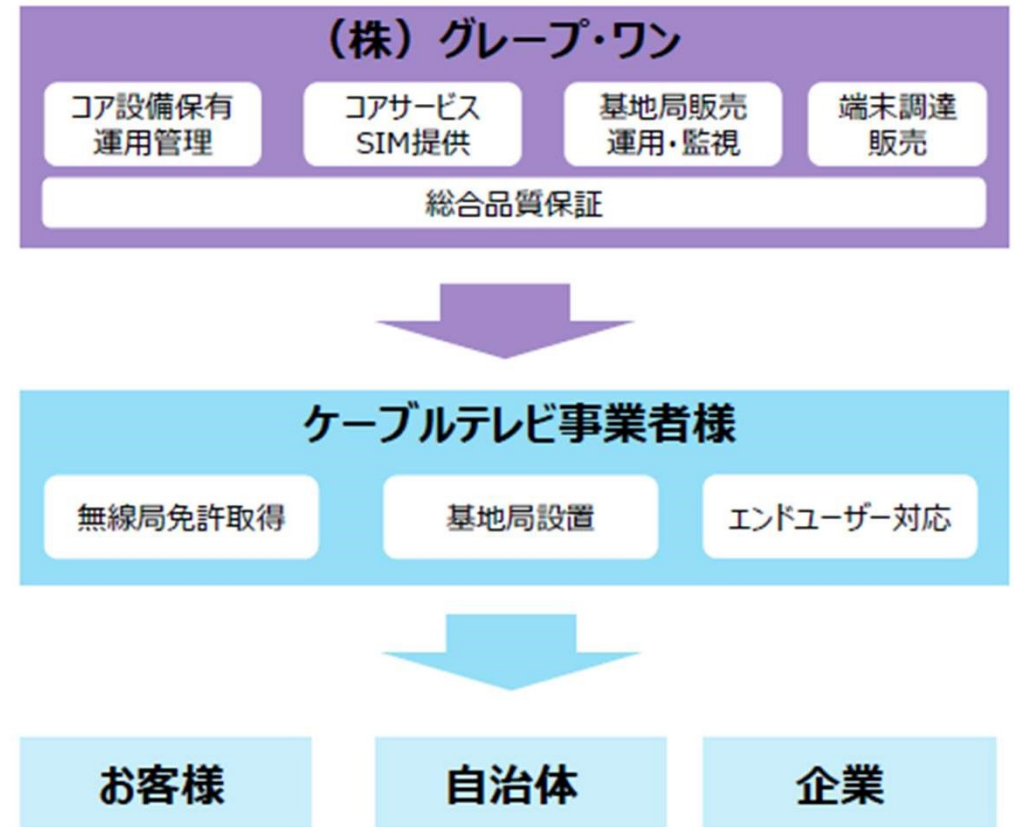 （株）グレープ・ワン
コア設備保有
運用管理
コアサービス
SIM提供
基地局販売
運用・監視
端末調達
販売
総合品質保証
ケーブルテレビ事業者様
無線局免許取得
基地局設置
エンドユーザー対応
お客様
自治体
企業